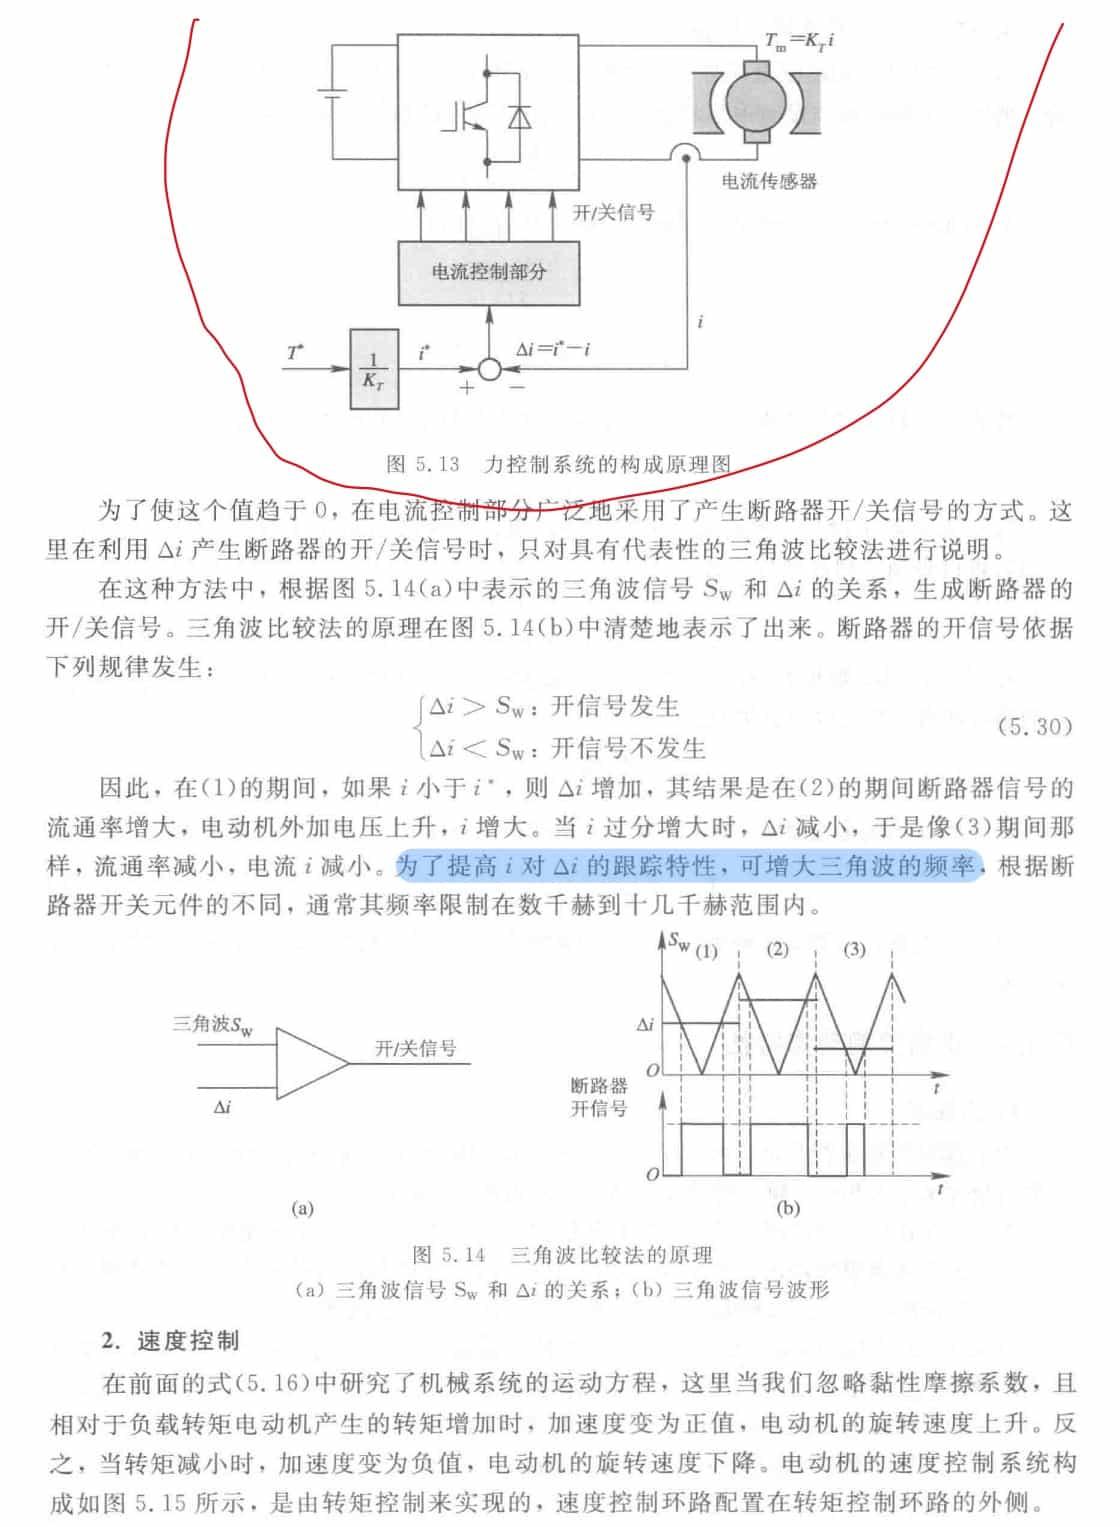 T_m=K_T i
电流传感器
开/关信号
电流控制部分
i
T* 1/K_T i* Δi=i*-i
+ -
图 5.13 力控制系统的构成原理图
为了使这个值趋于 0，在电流控制部分广泛地采用了产生断路器开/关信号的方式。这
里在利用 Δi 产生断路器的开/关信号时，只对具有代表性的三角波比较法进行说明。
在这种方法中，根据图 5.14(a)中表示的三角波信号 S_W 和 Δi 的关系，生成断路器的
开/关信号。三角波比较法的原理在图 5.14(b)中清楚地表示了出来。断路器的开信号依据
下列规律发生：
Δi > S_W：开信号发生
Δi < S_W：开信号不发生
(5.30)
因此，在(1)的期间，如果 i 小于 i*，则 Δi 增加，其结果是在(2)的期间断路器信号的
流通率增大，电动机外加电压上升，i 增大。当 i 过分增大时，Δi 减小，于是像(3)期间那
样，流通率减小，电流 i 减小。为了提高 i 对 Δi 的跟踪特性，可增大三角波的频率，根据断
路器开关元件的不同，通常其频率限制在数千赫到十几千赫范围内。
三角波S_W
开/关信号
Δi
(a)
S_W (1) (2) (3)
Δi
O t
断路器
开信号
O t
(b)
图 5.14 三角波比较法的原理
(a) 三角波信号 S_W 和 Δi 的关系；(b) 三角波信号波形
2. 速度控制
在前面的式(5.16)中研究了机械系统的运动方程，这里当我们忽略黏性摩擦系数，且
相对于负载转矩电动机产生的转矩增加时，加速度变为正值，电动机的旋转速度上升。反
之，当转矩减小时，加速度变为负值，电动机的旋转速度下降。电动机的速度控制系统构
成如图 5.15 所示，是由转矩控制来实现的，速度控制环路配置在转矩控制环路的外侧。